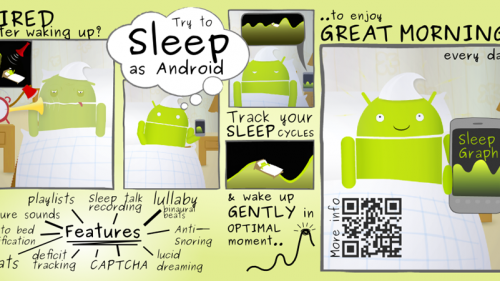 IRED
ter waking up?
Try to
Sleep
as Android
Track your
SLEEP CYCLES
& wake up
GENTLY in
OPTIMAL
moment..
..to enjoy
GREAT MORNING
every da
Sleep
Graph
More Info
Features
playlists
Sleep talk
recording
lullaby
binaural
beats
Anti-
Snoring
lucid
dreaming
CAPTCHA
deficit
tracking
ure sounds
to bed
fication
ats